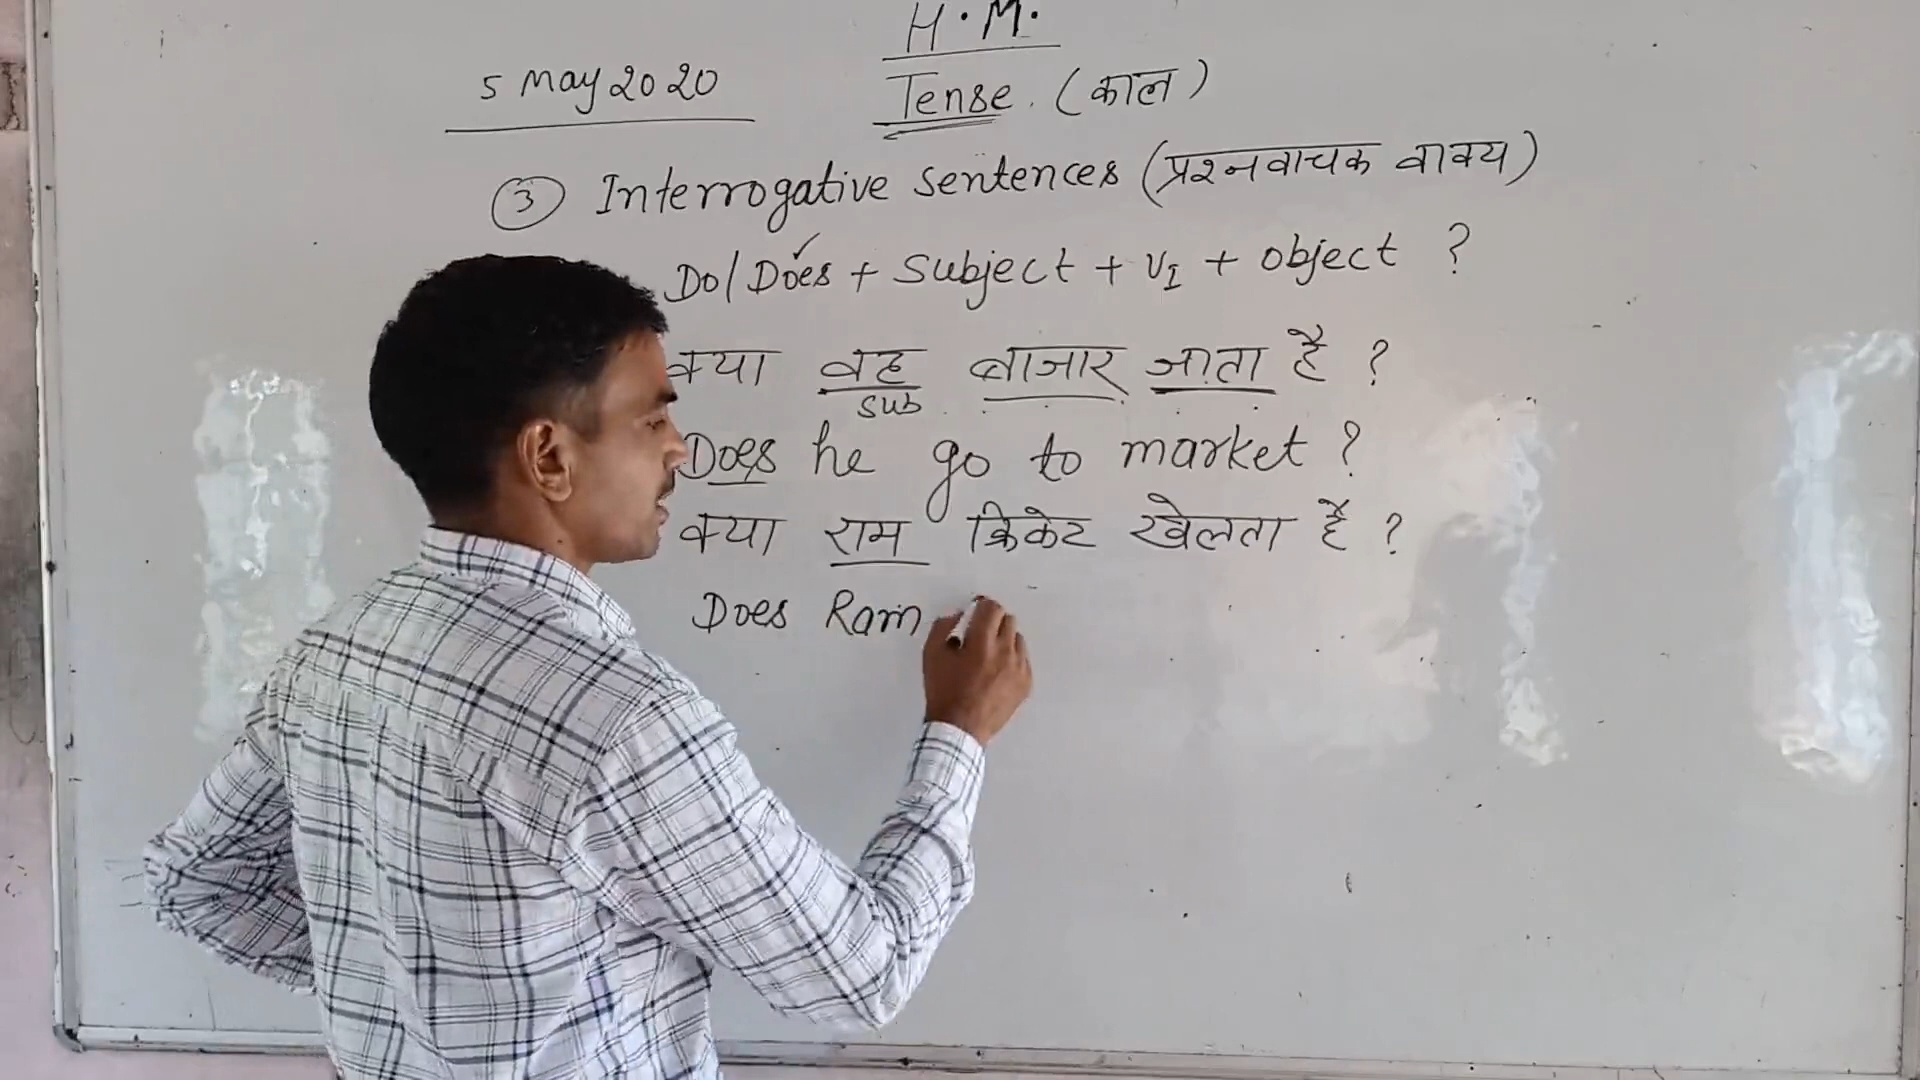 H.M.
5 May 2020
Tense. (काल)
③ Interrogative sentences (प्रश्नवाचक वाक्य)
Do/Does + Subject + V1 + object ?
क्या वह बाजार जाता है ?
sub
Does he go to market ?
क्या राम क्रिकेट खेलता है ?
Does Ram